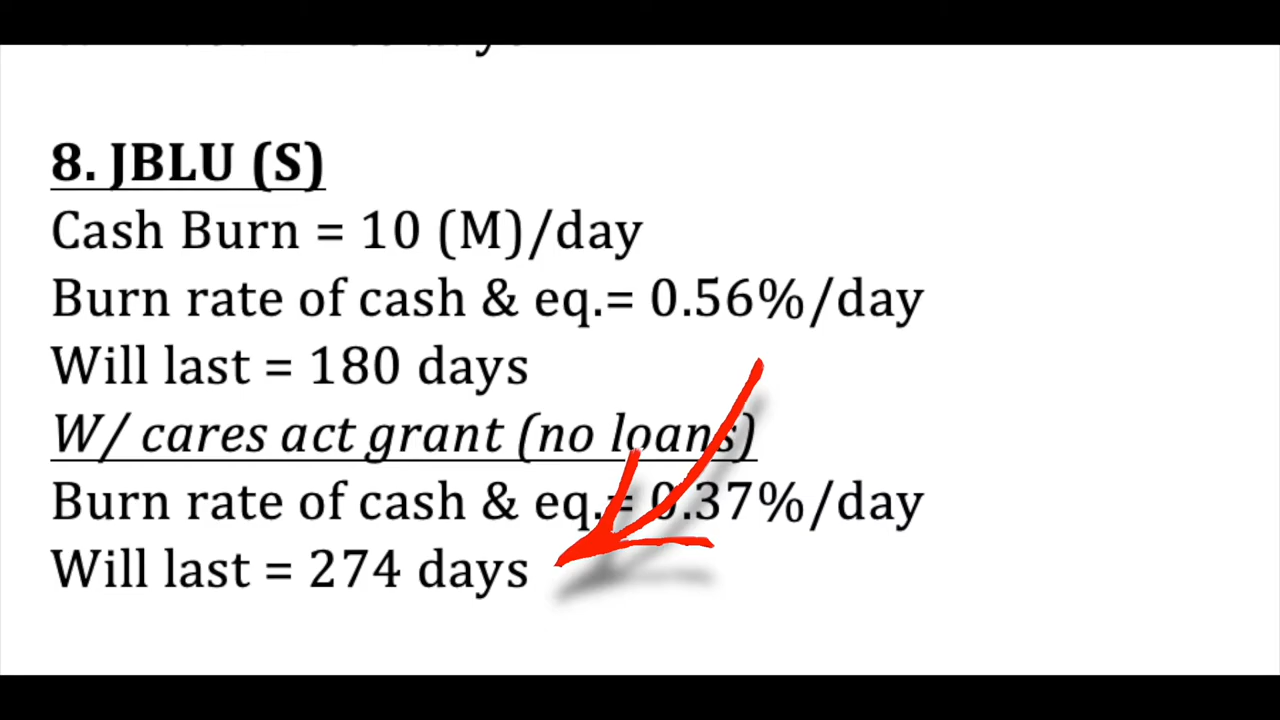 8. JBLU (S)
Cash Burn = 10 (M)/day
Burn rate of cash & eq.= 0.56%/day
Will last = 180 days
W/ cares act grant (no loans)
Burn rate of cash & eq.= 0.37%/day
Will last = 274 days